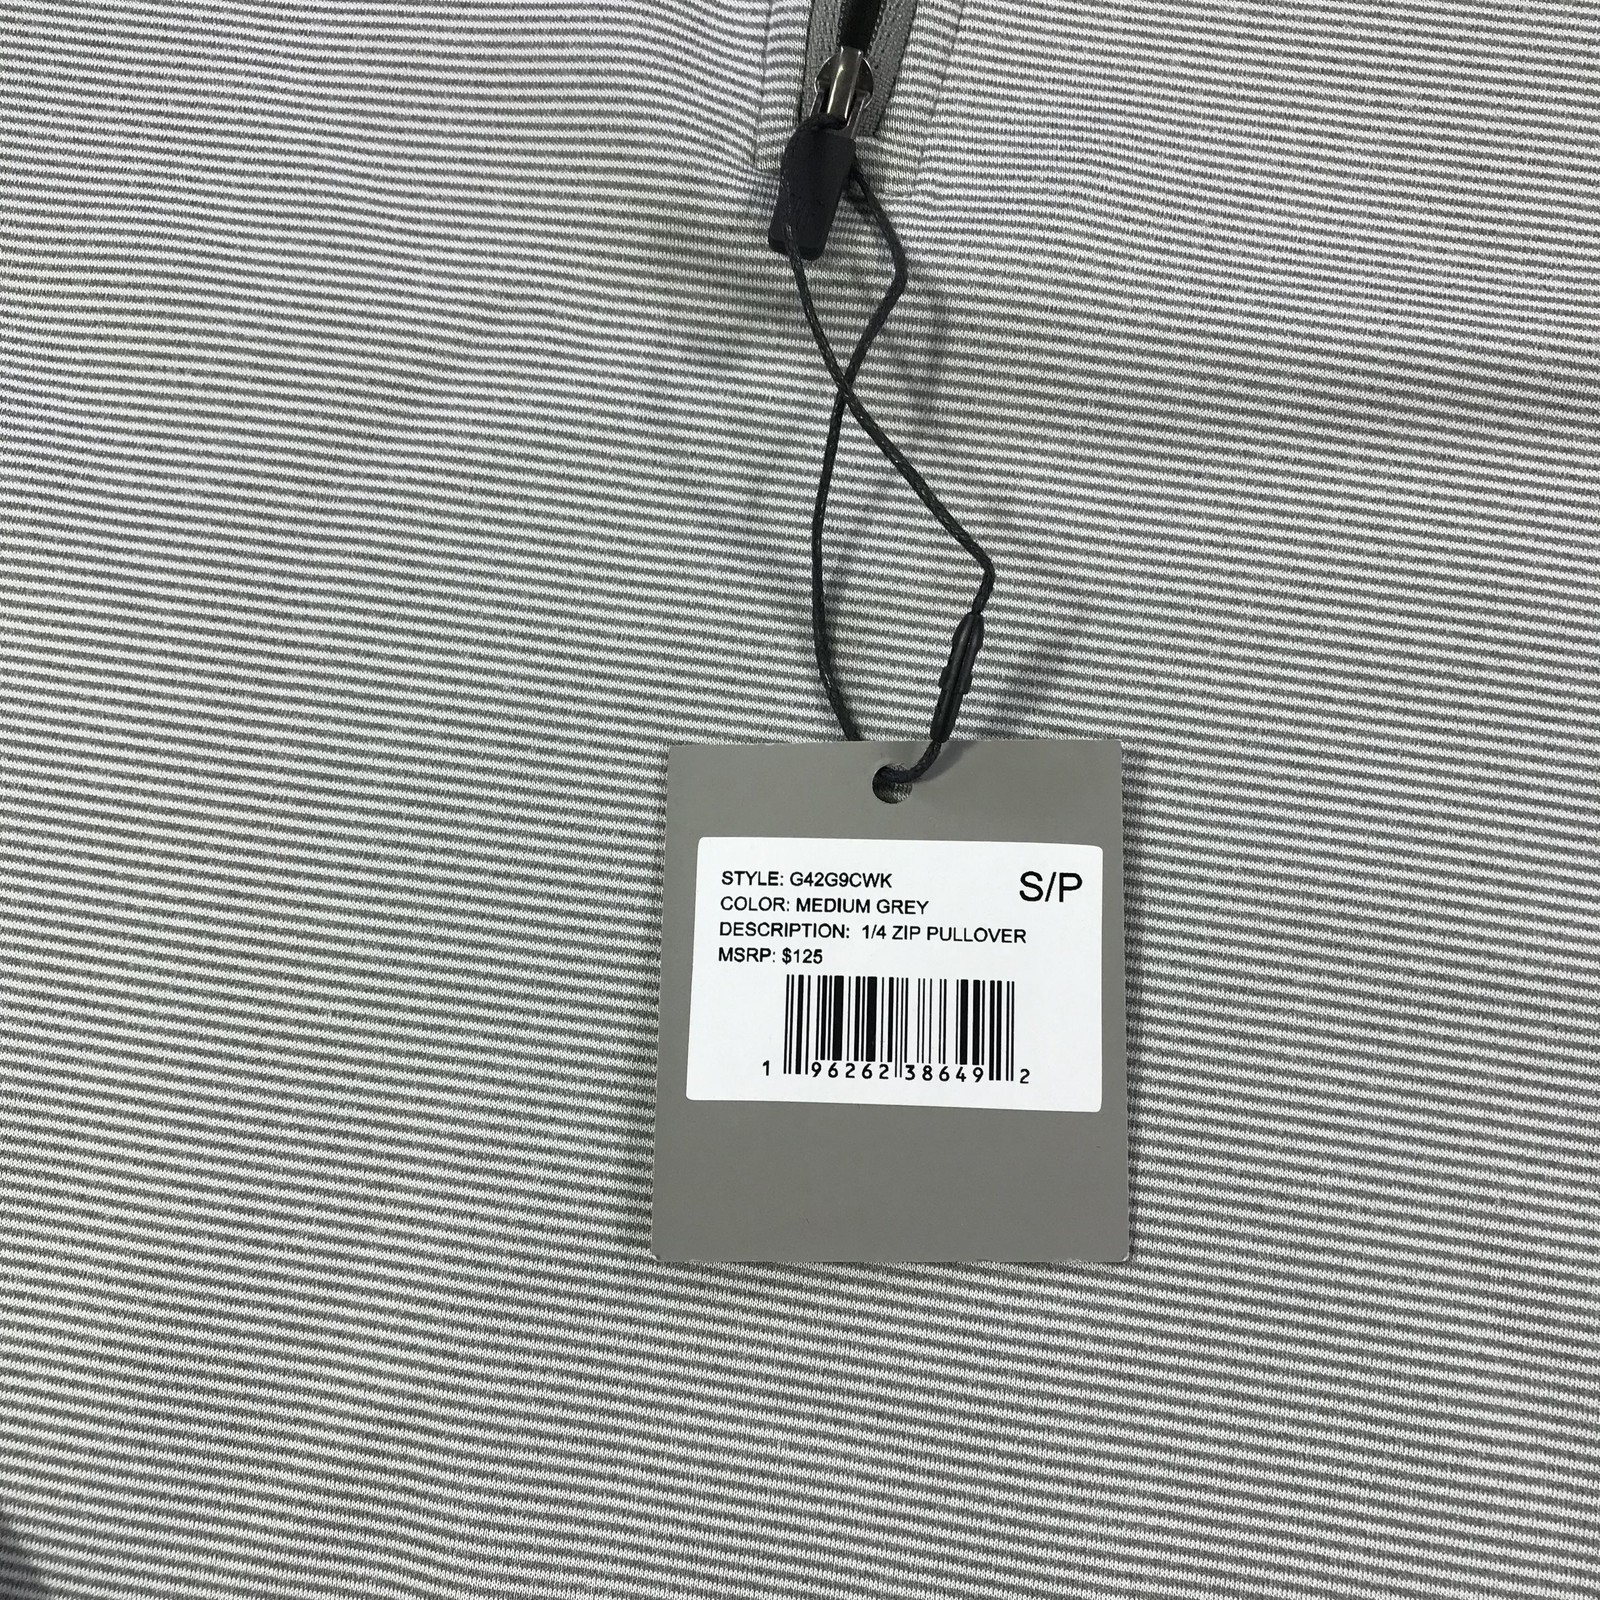 STYLE: G42G9CWK
S/P
COLOR: MEDIUM GREY
DESCRIPTION: 1/4 ZIP PULLOVER
MSRP: $125
1 96262 38649 2